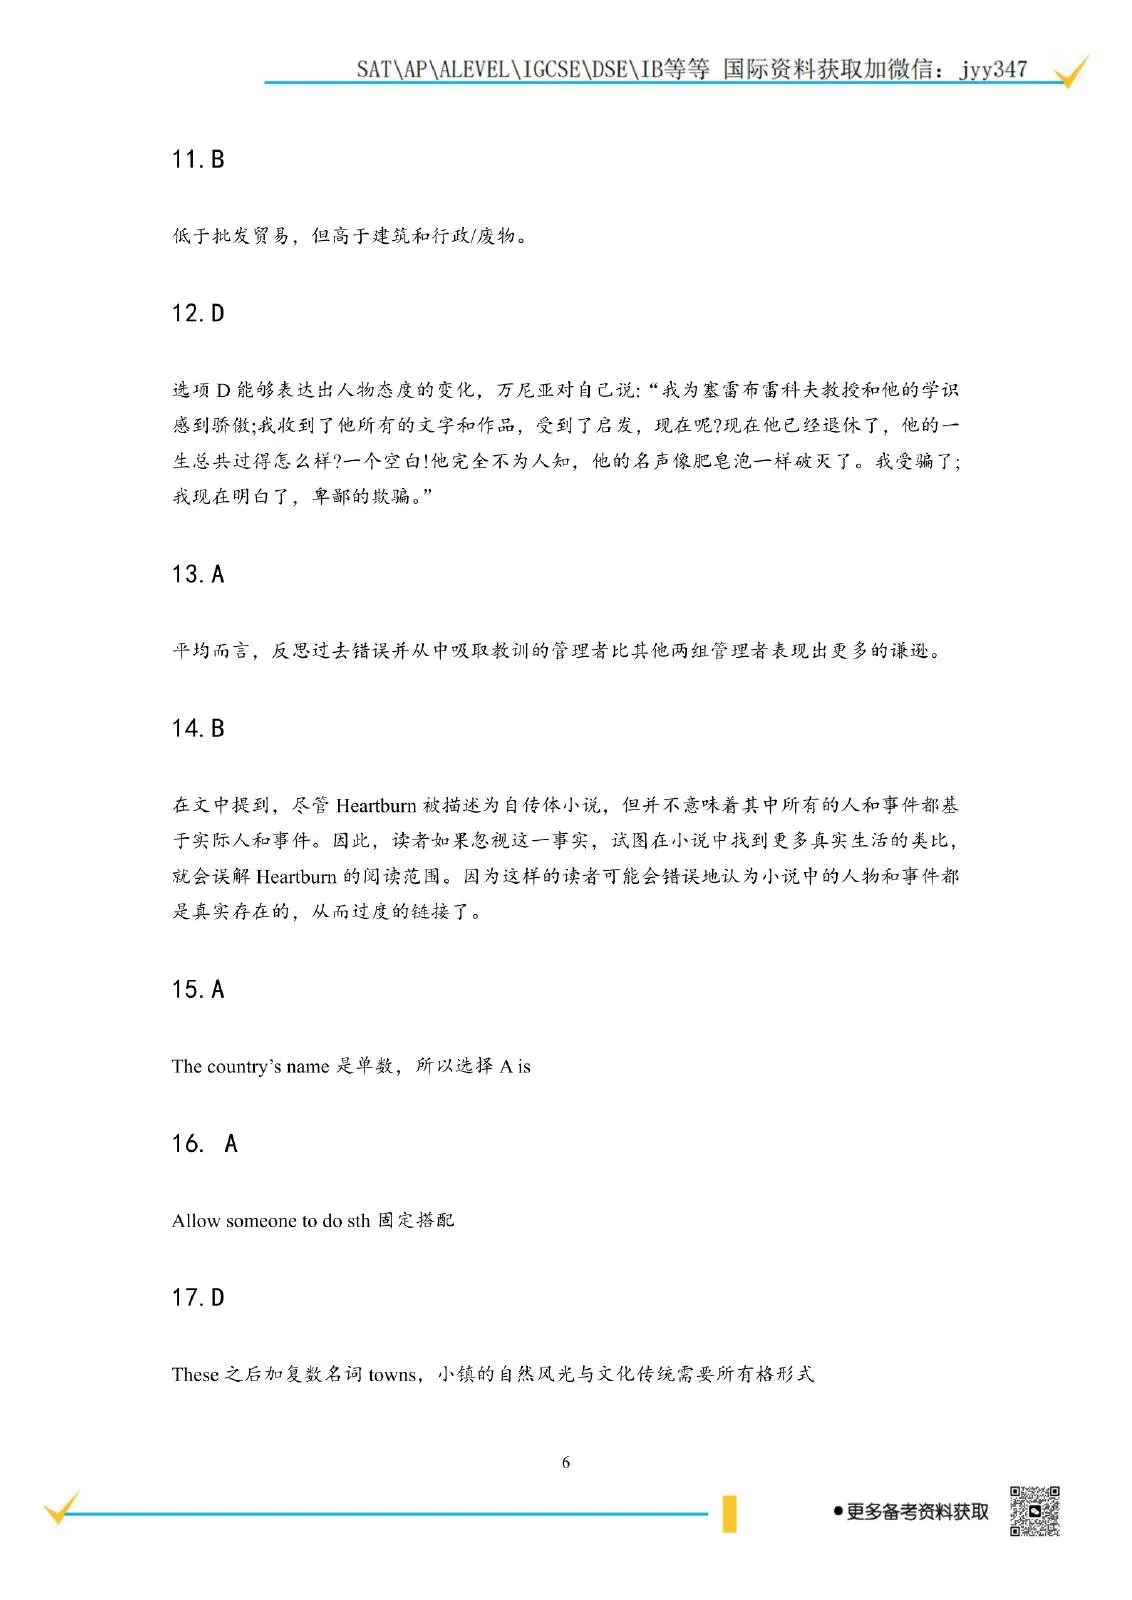 SAT\AP\ALEVEL\IGCSE\DSE\IB等等 国际资料获取加微信：jyy347
11. B
低于批发贸易，但高于建筑和行政/废物。
12. D
选项 D 能够表达出人物态度的变化，万尼亚对自己说:“我为塞雷布雷科夫教授和他的学识
感到骄傲;我收到了他所有的文字和作品，受到了启发，现在呢?现在他已经退休了，他的一
生总共过得怎么样?一个空白!他完全不为人知，他的名声像肥皂泡一样破灭了。我受骗了;
我现在明白了，卑鄙的欺骗。”
13. A
平均而言，反思过去错误并从中吸取教训的管理者比其他两组管理者表现出更多的谦逊。
14. B
在文中提到，尽管 Heartburn 被描述为自传体小说，但并不意味着其中所有的人和事件都基
于实际人和事件。因此，读者如果忽视这一事实，试图在小说中找到更多真实生活的类比，
就会误解 Heartburn 的阅读范围。因为这样的读者可能会错误地认为小说中的人物和事件都
是真实存在的，从而过度的链接了。
15. A
The country’s name 是单数，所以选择 A is
16. A
Allow someone to do sth 固定搭配
17. D
These 之后加复数名词 towns，小镇的自然风光与文化传统需要所有格形式
6
●更多备考资料获取